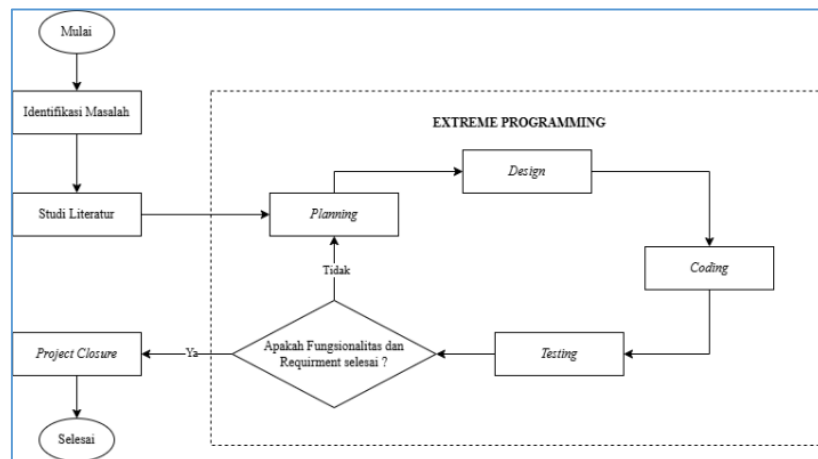 Mulai
Identifikasi Masalah
EXTREME PROGRAMMING
Design
Studi Literatur
Planning
Coding
Tidak
Project Closure
Ya
Apakah Fungsionalitas dan
Requirment selesai ?
Testing
Selesai